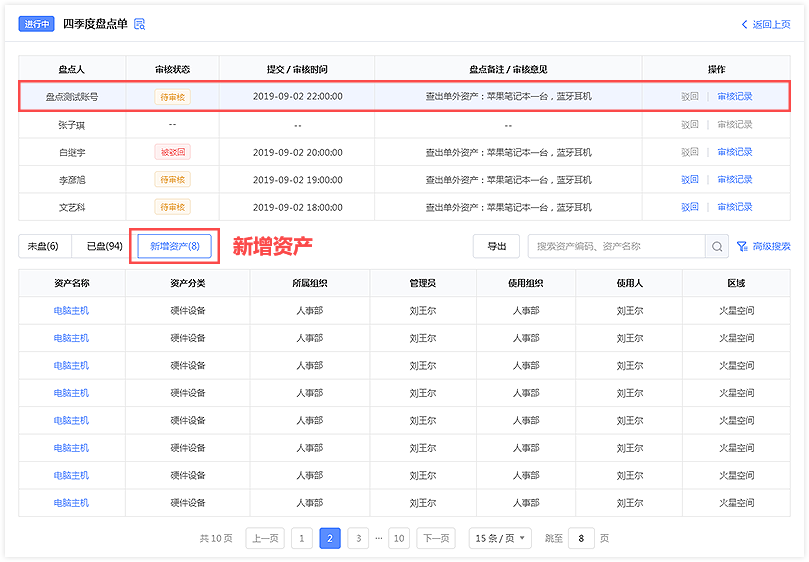 进行中 四季度盘点单 返回上页
盘点人 审核状态 提交 / 审核时间 盘点备注 / 审核意见 操作
盘点测试账号 待审核 2019-09-02 22:00:00 查出单外资产：苹果笔记本一台，蓝牙耳机 驳回 审核记录
张子琪 -- -- -- 驳回 审核记录
白继宇 被驳回 2019-09-02 20:00:00 查出单外资产：苹果笔记本一台，蓝牙耳机 驳回 审核记录
李彦旭 待审核 2019-09-02 19:00:00 查出单外资产：苹果笔记本一台，蓝牙耳机 驳回 审核记录
文艺科 待审核 2019-09-02 18:00:00 查出单外资产：苹果笔记本一台，蓝牙耳机 驳回 审核记录
未盘(6) 已盘(94) 新增资产(8) 新增资产 导出 搜索资产编码、资产名称 高级搜索
资产名称 资产分类 所属组织 管理员 使用组织 使用人 区域
电脑主机 硬件设备 人事部 刘王尔 人事部 刘王尔 火星空间
电脑主机 硬件设备 人事部 刘王尔 人事部 刘王尔 火星空间
电脑主机 硬件设备 人事部 刘王尔 人事部 刘王尔 火星空间
电脑主机 硬件设备 人事部 刘王尔 人事部 刘王尔 火星空间
电脑主机 硬件设备 人事部 刘王尔 人事部 刘王尔 火星空间
电脑主机 硬件设备 人事部 刘王尔 人事部 刘王尔 火星空间
电脑主机 硬件设备 人事部 刘王尔 人事部 刘王尔 火星空间
电脑主机 硬件设备 人事部 刘王尔 人事部 刘王尔 火星空间
共 10 页 上一页 1 2 3 ··· 10 下一页 15 条 / 页 跳至 8 页